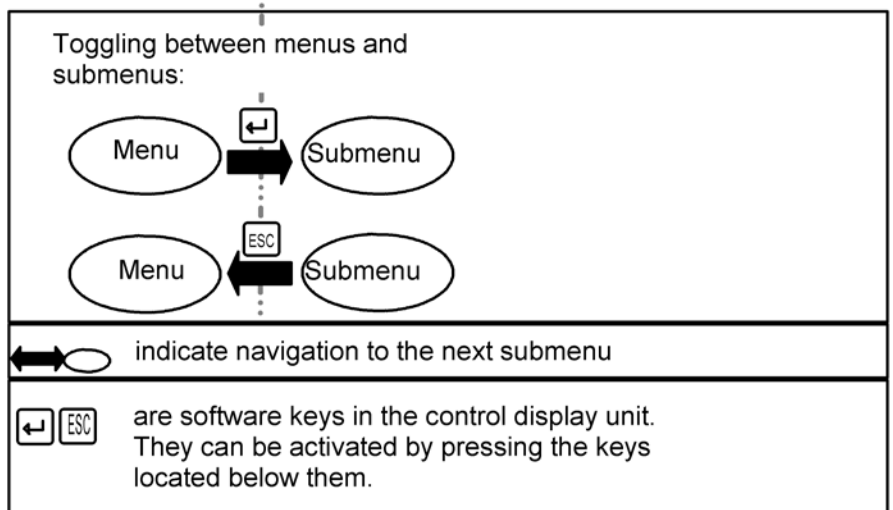 Toggling between menus and
submenus:
Menu
Submenu
ESC
Menu
Submenu
indicate navigation to the next submenu
ESC
are software keys in the control display unit.
They can be activated by pressing the keys
located below them.